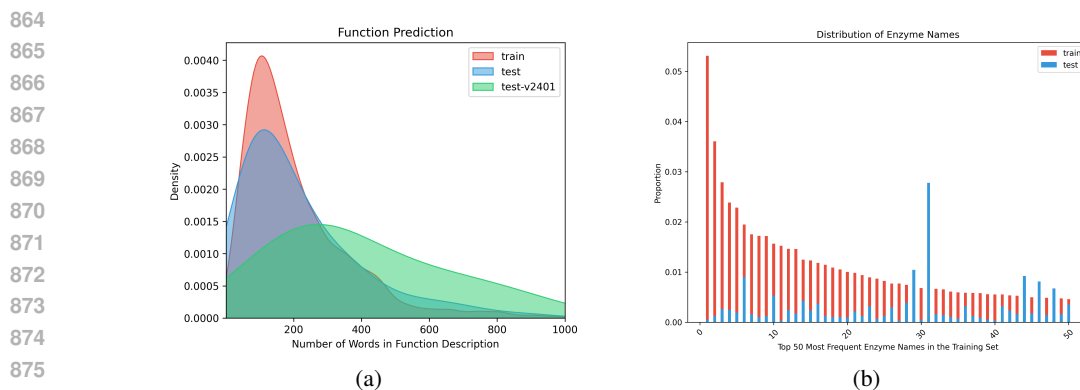 864
865
866
867
868
869
870
871
872
873
874
875
Function Prediction
train
test
test-v2401
0.0040
0.0035
0.0030
0.0025
0.0020
0.0015
0.0010
0.0005
0.0000
Density
200
400
600
800
1000
Number of Words in Function Description
(a)
Distribution of Enzyme Names
train
test
0.05
0.04
0.03
0.02
0.01
0.00
Proportion
0
10
20
30
40
50
Top 50 Most Frequent Enzyme Names in the Training Set
(b)